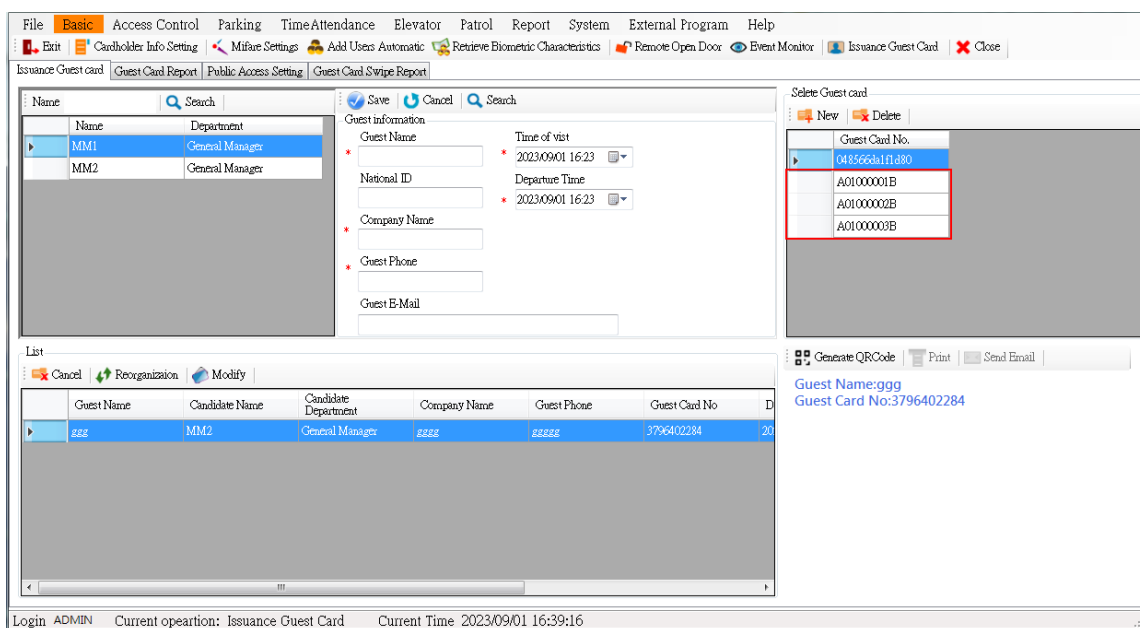 File Basic Access Control Parking TimeAttendance Elevator Patrol Report System External Program Help
Exit Cardholder Info Setting Mifare Settings Add Users Automatic Retrieve Biometric Characteristics Remote Open Door Event Monitor Issuance Guest Card Close
Issuance Guest card Guest Card Report Public Access Setting Guest Card Swipe Report
Name Search
Name Department
MM1 General Manager
MM2 General Manager
Save Cancel Search
Guest information
Guest Name Time of vist
* * 2023/09/01 16:23
National ID Departure Time
* 2023/09/01 16:23
Company Name
*
Guest Phone
*
Guest E-Mail
Selete Guest card
New Delete
Guest Card No.
048566da1f1d80
A01000001B
A01000002B
A01000003B
List
Cancel Reorganizaion Modify
Guest Name Candidate Name Candidate Department Company Name Guest Phone Guest Card No D
ggg MM2 General Manager gggg ggggg 3796402284 20
Generate QRCode Print Send Email
Guest Name:ggg
Guest Card No:3796402284
Login ADMIN Current opeartion: Issuance Guest Card Current Time 2023/09/01 16:39:16